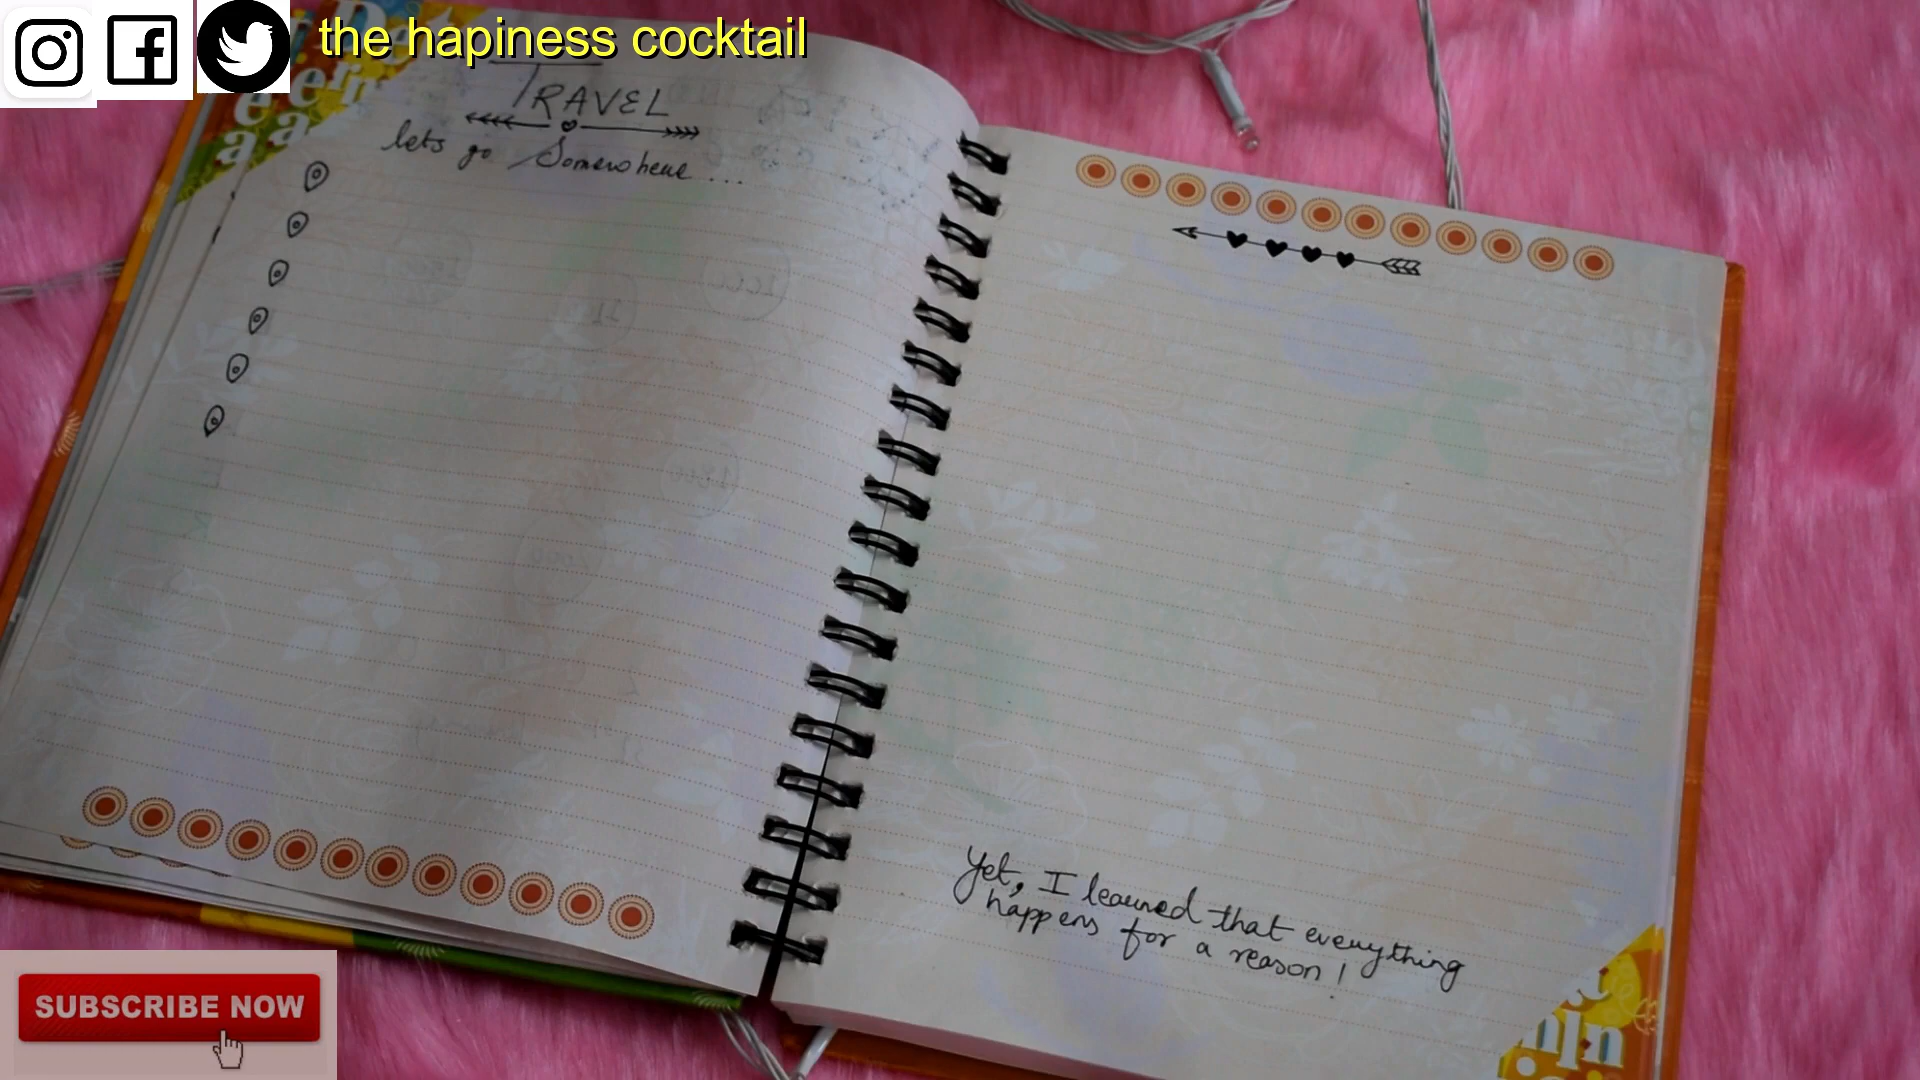 the hapiness cocktail
TRAVEL
lets go Somewhere ...
Yet, I learned that everything
happens for a reason !
SUBSCRIBE NOW